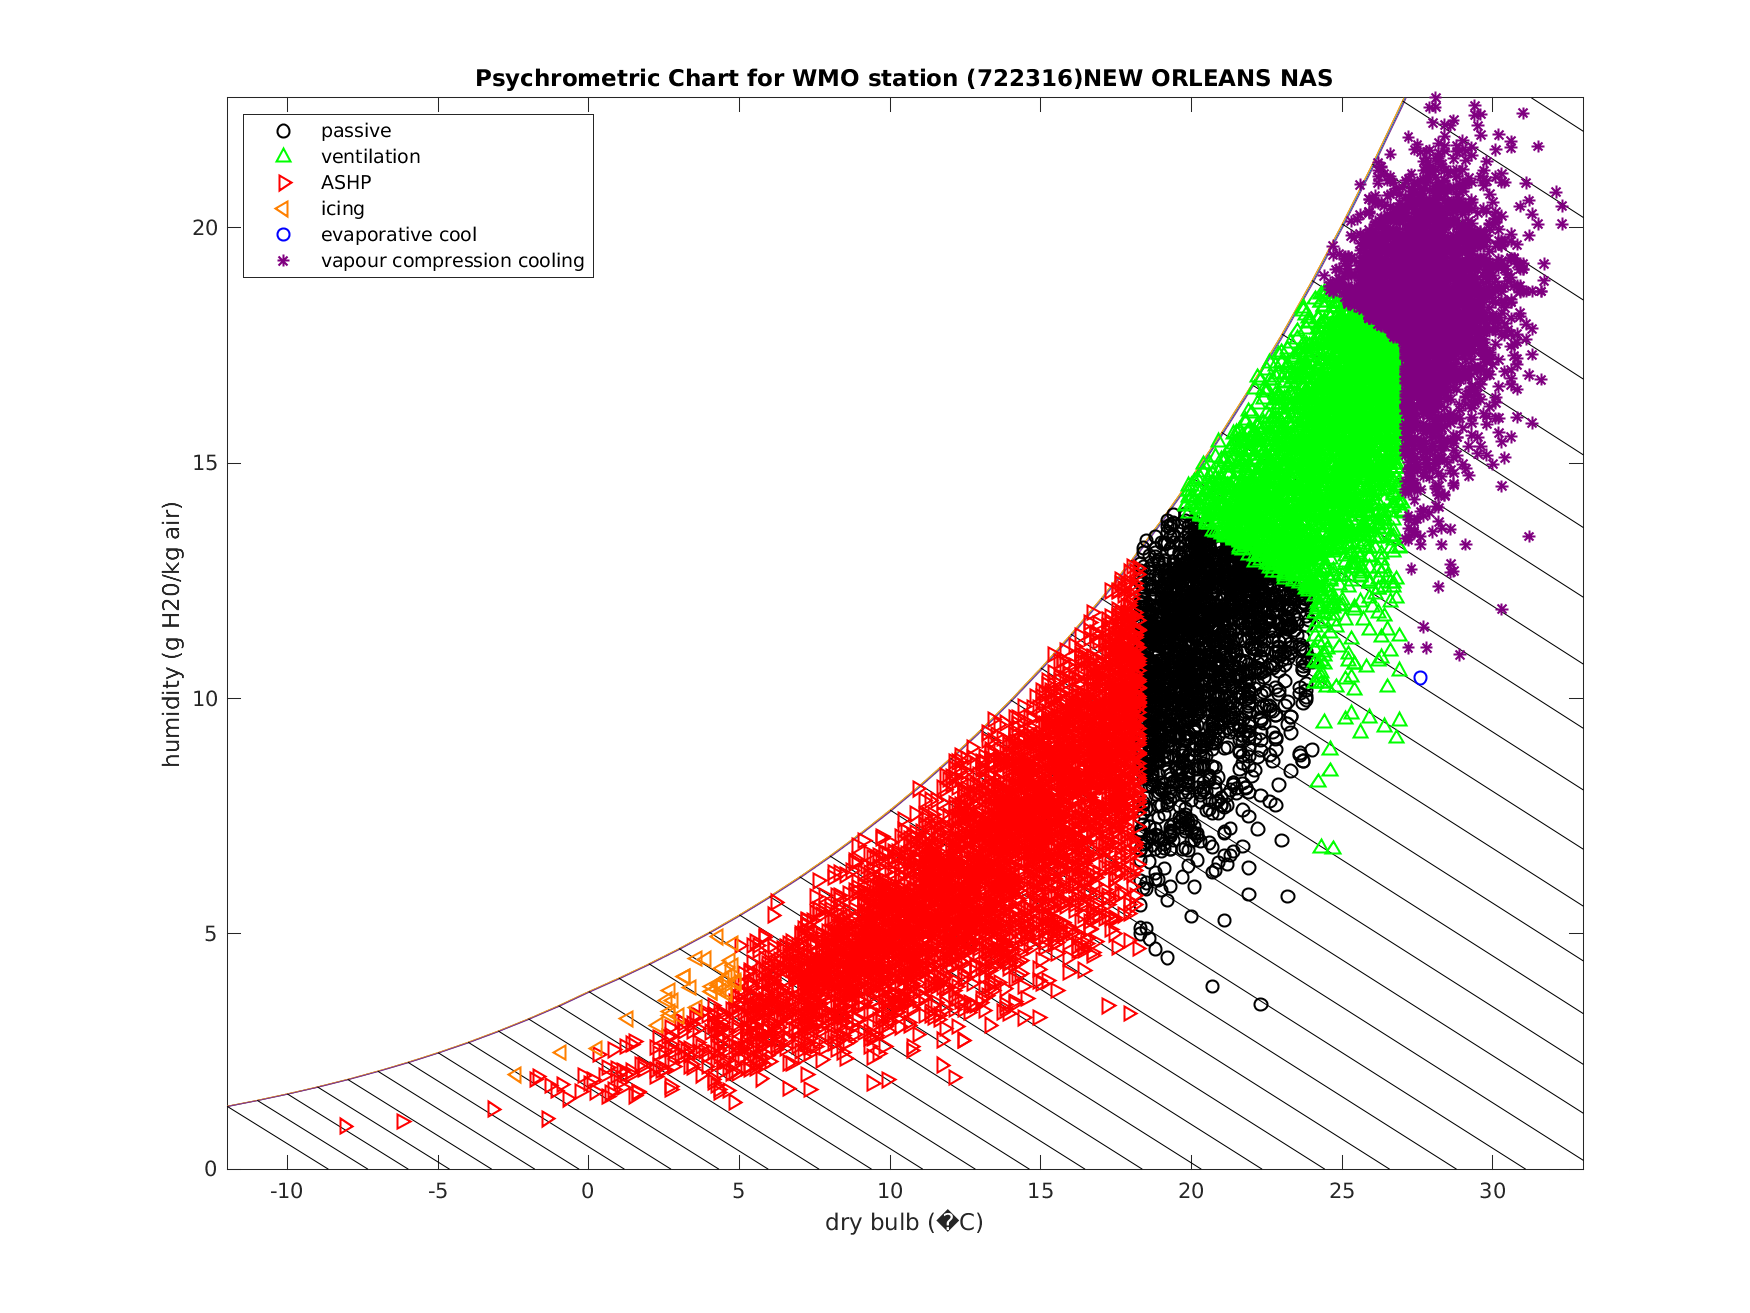 Psychrometric Chart for WMO station (722316)NEW ORLEANS NAS
passive
ventilation
ASHP
icing
evaporative cool
vapour compression cooling
humidity (g H20/kg air)
20
15
10
5
0
-10 -5 0 5 10 15 20 25 30
dry bulb (�C)